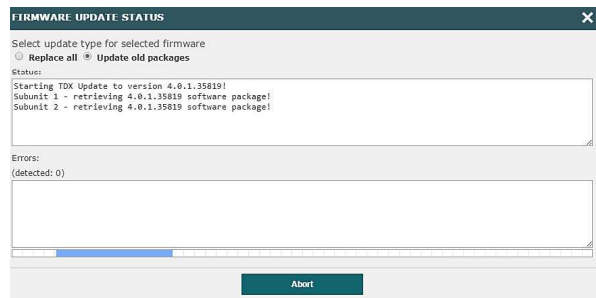 FIRMWARE UPDATE STATUS
Select update type for selected firmware
Replace all Update old packages
Status:
Starting TDX Update to version 4.0.1.35819!
Subunit 1 - retrieving 4.0.1.35819 software package!
Subunit 2 - retrieving 4.0.1.35819 software package!
Errors:
(detected: 0)
Abort